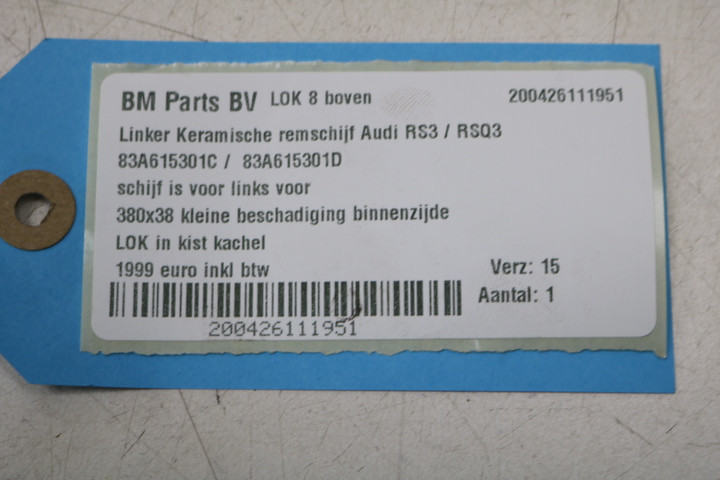 BM Parts BV LOK 8 boven 200426111951
Linker Keramische remschijf Audi RS3 / RSQ3
83A615301C / 83A615301D
schijf is voor links voor
380x38 kleine beschadiging binnenzijde
LOK in kist kachel
1999 euro inkl btw Verz: 15
Aantal: 1
200426111951